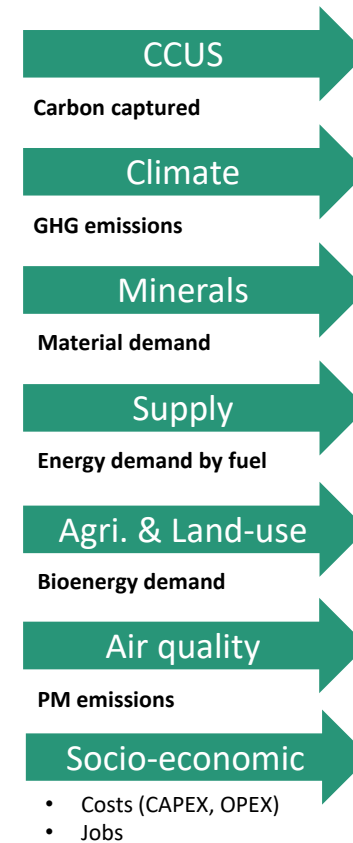 CCUS
Carbon captured
Climate
GHG emissions
Minerals
Material demand
Supply
Energy demand by fuel
Agri. & Land-use
Bioenergy demand
Air quality
PM emissions
Socio-economic
• Costs (CAPEX, OPEX)
• Jobs